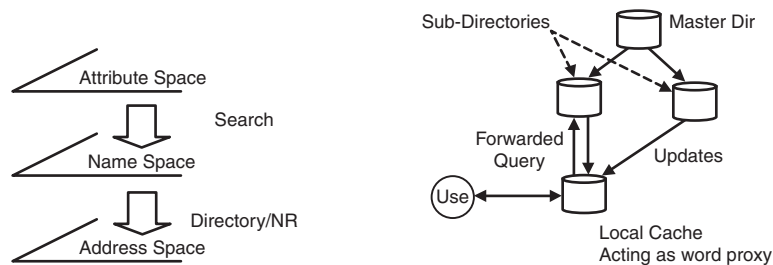 Attribute Space
Search
Name Space
Directory/NR
Address Space
Sub-Directories
Master Dir
Forwarded
Query
Updates
Use
Local Cache
Acting as word proxy